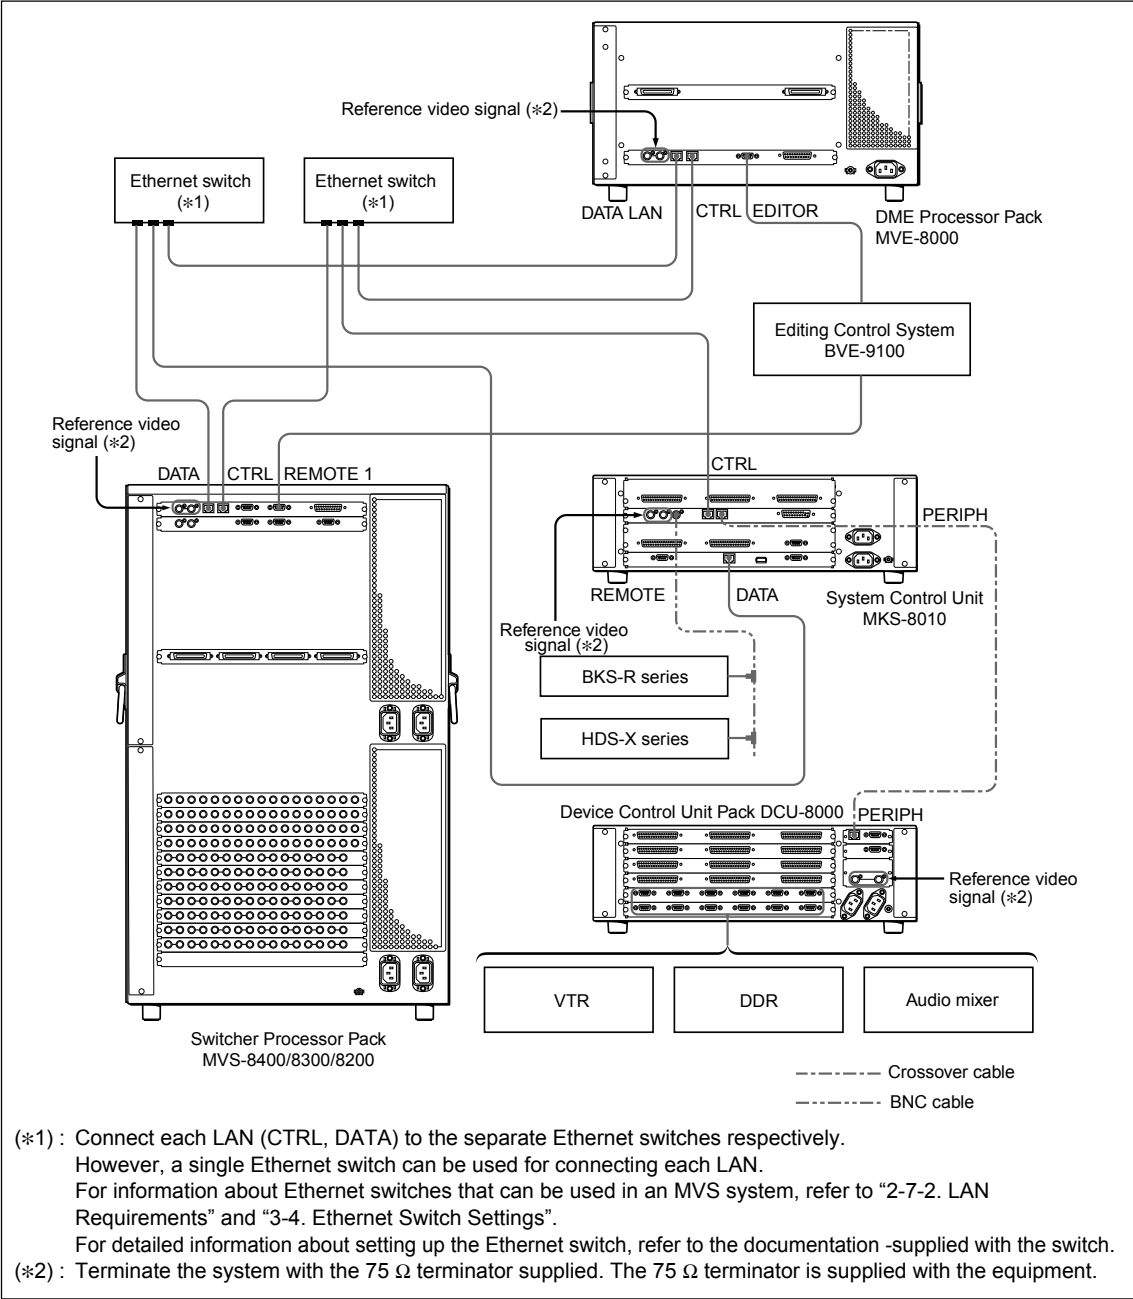 Reference video signal (∗2)
Ethernet switch
(∗1)
Ethernet switch
(∗1)
DATA LAN
CTRL
EDITOR
DME Processor Pack
MVE-8000
Editing Control System
BVE-9100
Reference video
signal (∗2)
DATA
CTRL
REMOTE 1
CTRL
PERIPH
REMOTE
DATA
System Control Unit
MKS-8010
Reference video
signal (∗2)
BKS-R series
HDS-X series
Device Control Unit Pack DCU-8000
PERIPH
Reference video
signal (∗2)
VTR
DDR
Audio mixer
Switcher Processor Pack
MVS-8400/8300/8200
Crossover cable
BNC cable
(∗1) : Connect each LAN (CTRL, DATA) to the separate Ethernet switches respectively.
However, a single Ethernet switch can be used for connecting each LAN.
For information about Ethernet switches that can be used in an MVS system, refer to “2-7-2. LAN
Requirements” and “3-4. Ethernet Switch Settings”.
For detailed information about setting up the Ethernet switch, refer to the documentation -supplied with the switch.
(∗2) : Terminate the system with the 75 Ω terminator supplied. The 75 Ω terminator is supplied with the equipment.